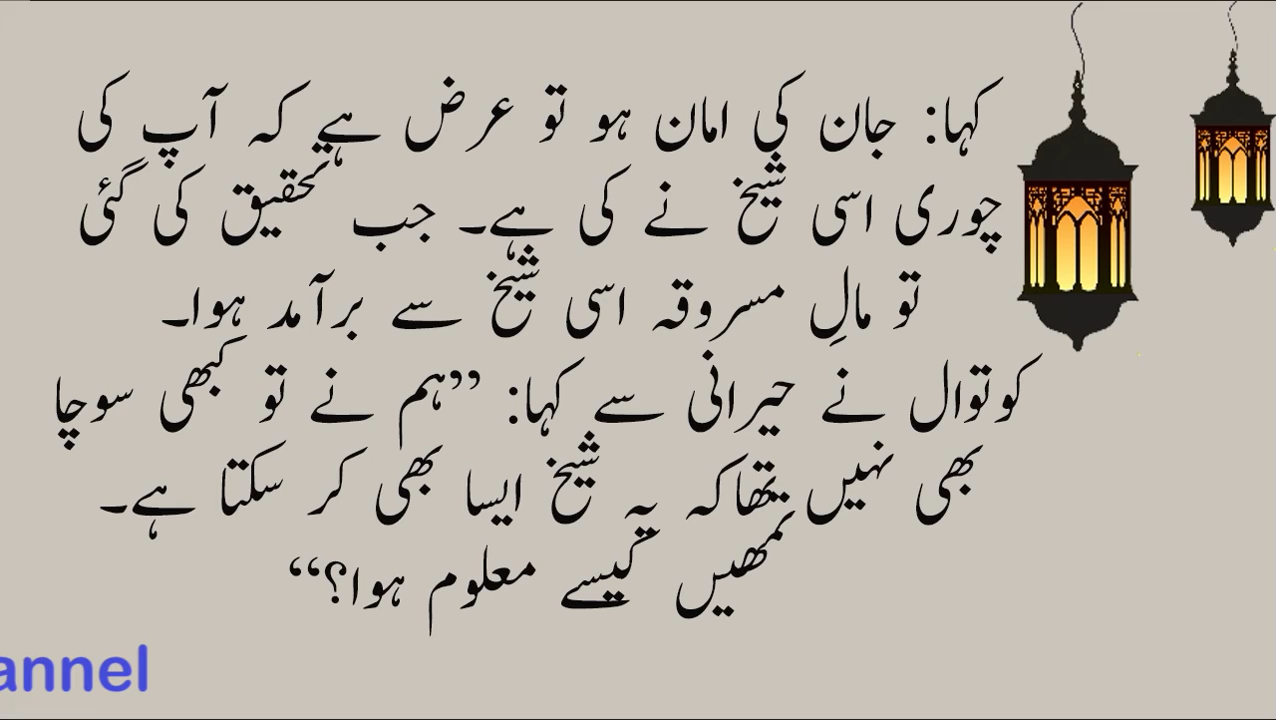 کہا: جان کی امان ہو تو عرض ہے کہ آپ کی
چوری اسی شیخ نے کی ہے۔ جب تحقیق کی گئی
تو مالِ مسروقہ اسی شیخ سے برآمد ہوا۔
کوتوال نے حیرانی سے کہا: ’’ہم نے تو کبھی سوچا
بھی نہیں تھاکہ یہ شیخ ایسا بھی کر سکتا ہے۔
تمھیں کیسے معلوم ہوا؟‘‘
annel